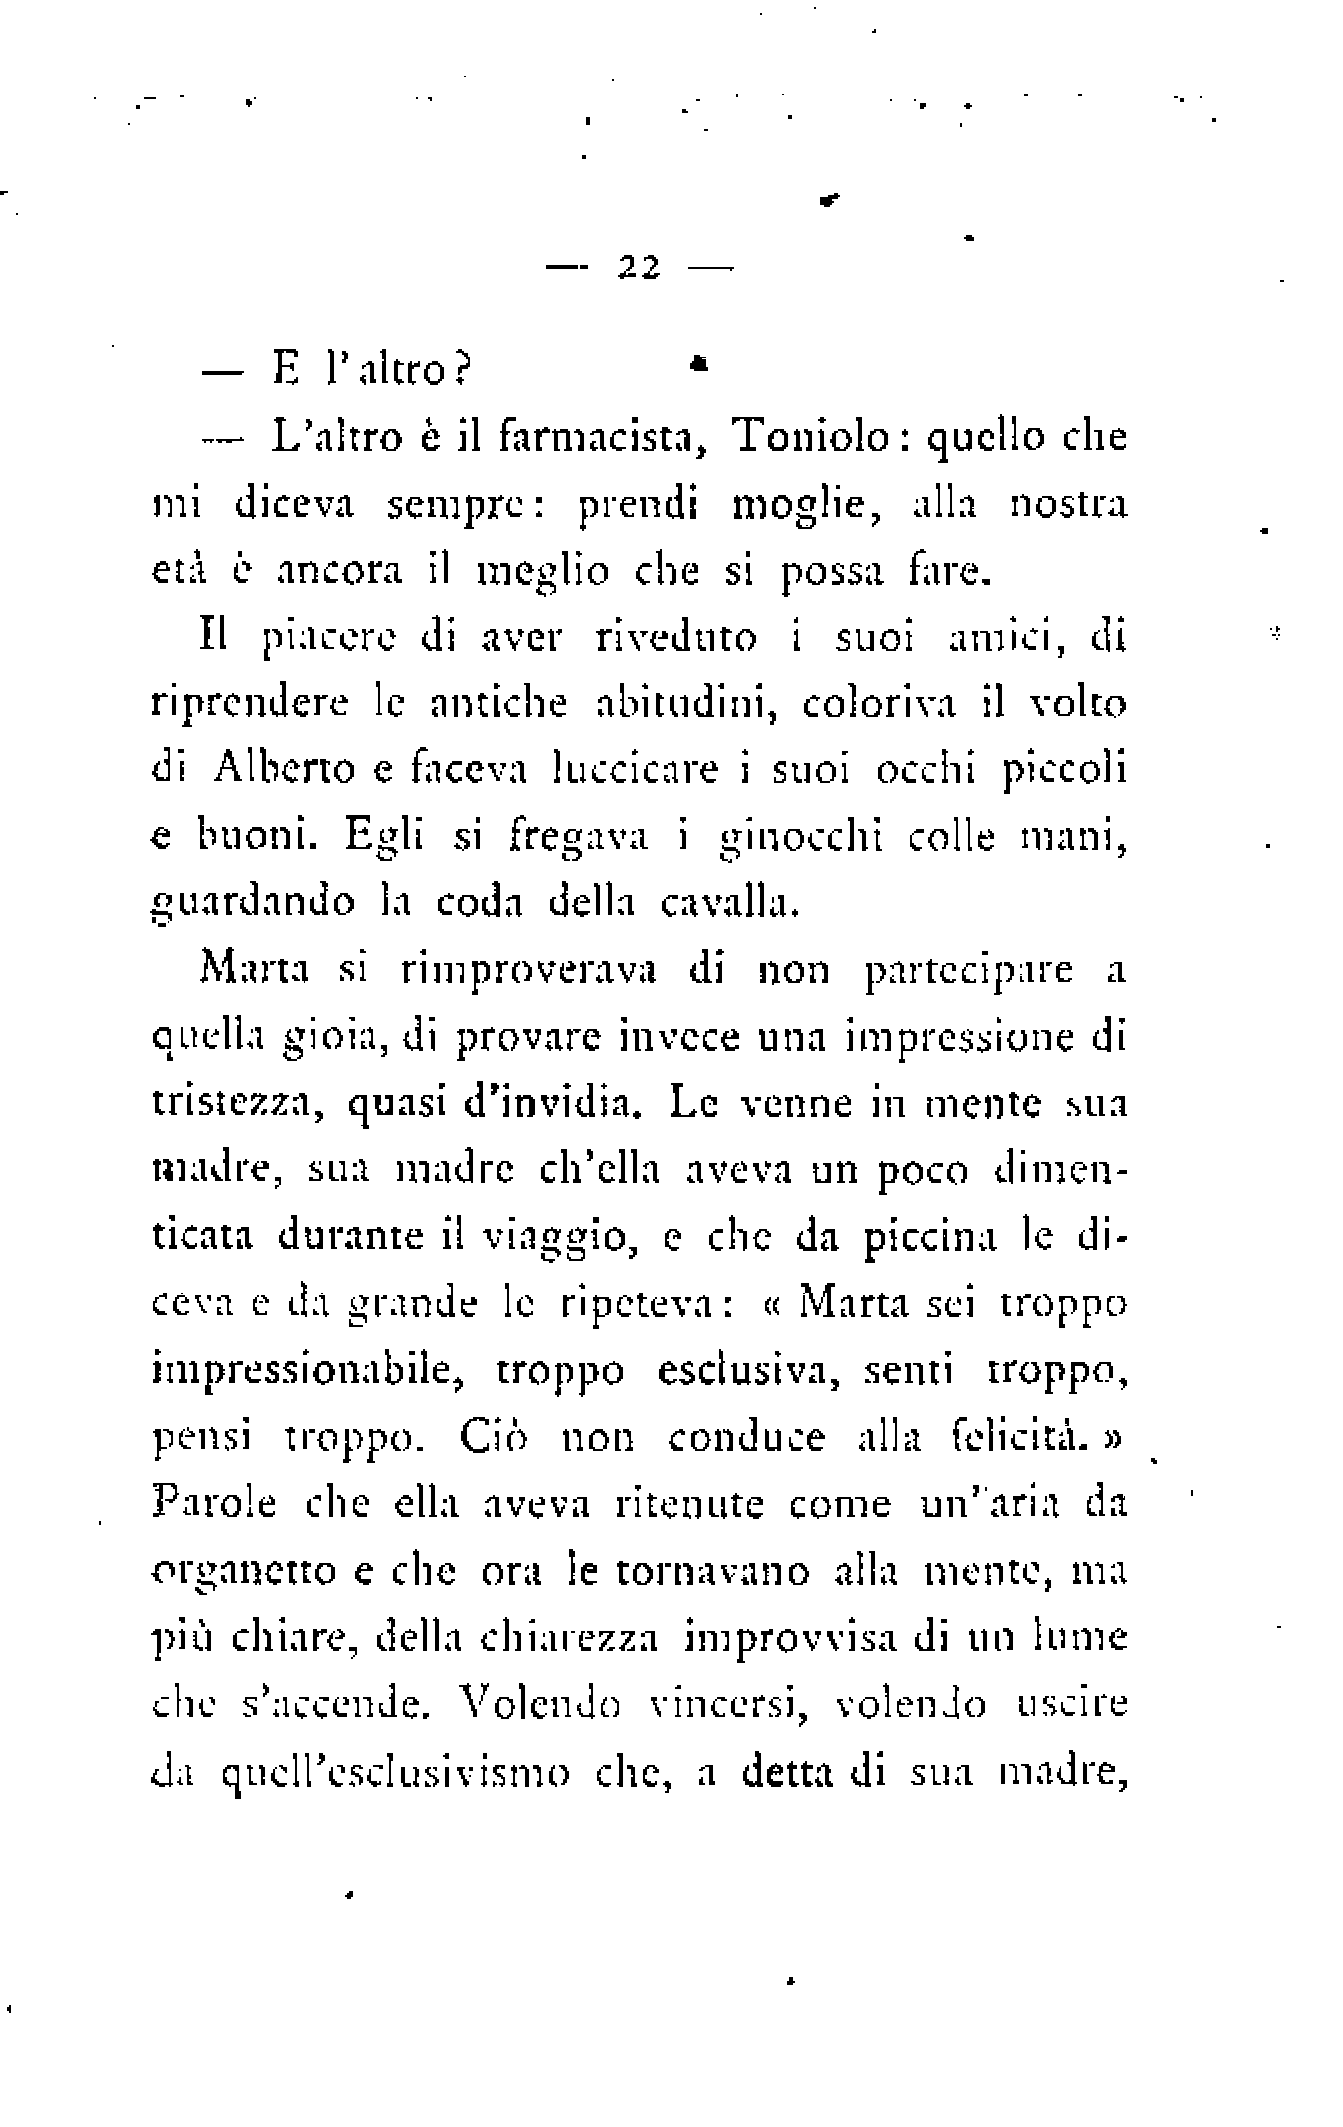 — 22 —
— E l'altro?
— L'altro è il farmacista, Toniolo: quello che
mi diceva sempre: prendi moglie, alla nostra
età è ancora il meglio che si possa fare.
Il piacere di aver riveduto i suoi amici, di
riprendere le antiche abitudini, coloriva il volto
di Alberto e faceva luccicare i suoi occhi piccoli
e buoni. Egli si fregava i ginocchi colle mani,
guardando la coda della cavalla.
Marta si rimproverava di non partecipare a
quella gioia, di provare invece una impressione di
tristezza, quasi d'invidia. Le venne in mente sua
madre, sua madre ch'ella aveva un poco dimen-
ticata durante il viaggio, e che da piccina le di-
ceva e da grande le ripeteva: « Marta sei troppo
impressionabile, troppo esclusiva, senti troppo,
pensi troppo. Ciò non conduce alla felicità. »
Parole che ella aveva ritenute come un'aria da
organetto e che ora le tornavano alla mente, ma
più chiare, della chiarezza improvvisa di un lume
che s'accende. Volendo vincersi, volendo uscire
da quell'esclusivismo che, a detta di sua madre,